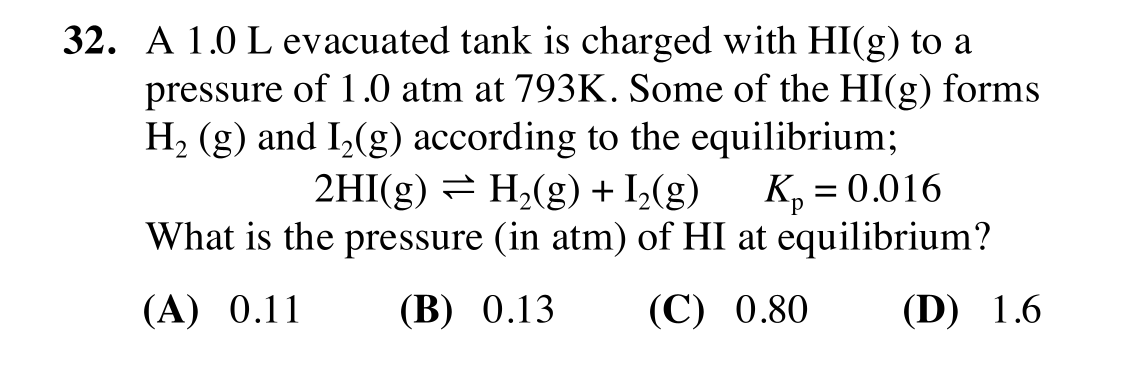 32. A 1.0 L evacuated tank is charged with HI(g) to a
pressure of 1.0 atm at 793K. Some of the HI(g) forms
H₂ (g) and I₂(g) according to the equilibrium;
2HI(g) ⇌ H₂(g) + I₂(g) Kₚ = 0.016
What is the pressure (in atm) of HI at equilibrium?
(A) 0.11 (B) 0.13 (C) 0.80 (D) 1.6